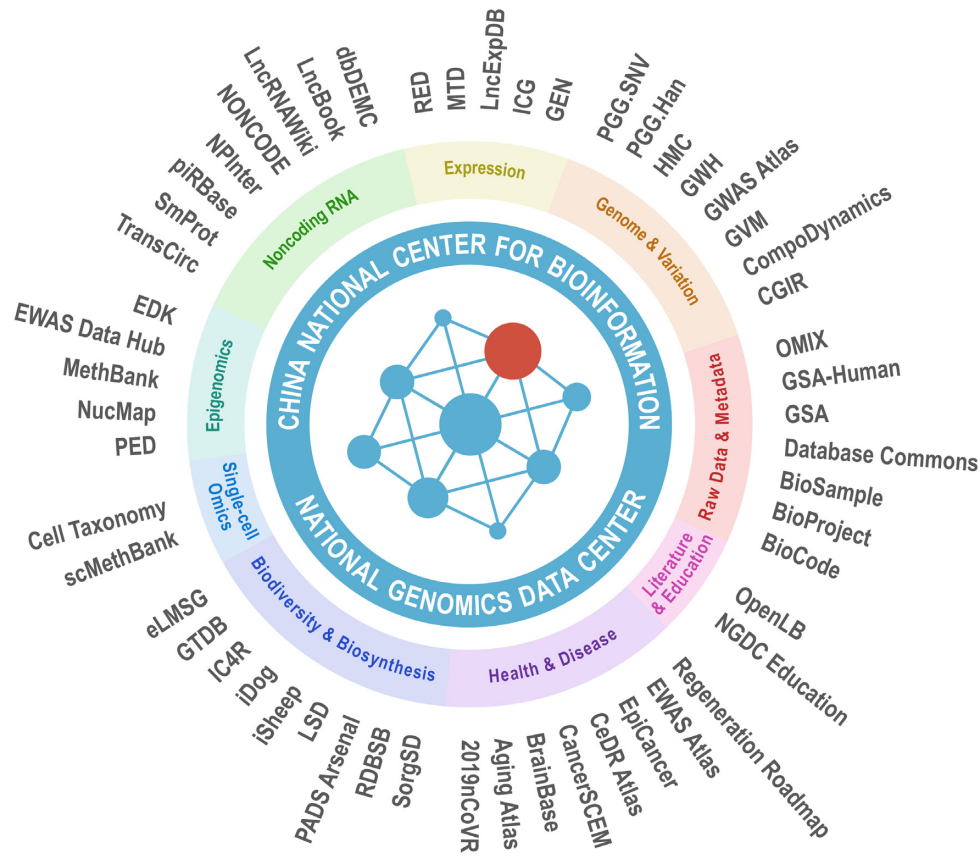 CHINA NATIONAL CENTER FOR BIOINFORMATION
NATIONAL GENOMICS DATA CENTER
Expression
RED
MTD
LncExpDB
ICG
GEN
Genome & Variation
PGG.SNV
PGG.Han
HMC
GWH
GWAS Atlas
GVM
CompoDynamics
CGIR
Raw Data & Metadata
OMIX
GSA-Human
GSA
Database Commons
BioSample
BioProject
BioCode
Literature
& Education
OpenLB
NGDC Education
Health & Disease
Regeneration Roadmap
EWAS Atlas
EpiCancer
CeDR Atlas
CancerSCEM
BrainBase
Aging Atlas
2019nCoVR
Biodiversity & Biosynthesis
SorgSD
RDBSB
PADS Arsenal
LSD
iSheep
iDog
IC4R
GTDB
eLMSG
Single-cell
Omics
scMethBank
Cell Taxonomy
Epigenomics
PED
NucMap
MethBank
EWAS Data Hub
EDK
Noncoding RNA
TransCirc
SmProt
piRBase
NPInter
NONCODE
LncRNAWiki
LncBook
dbDEMC